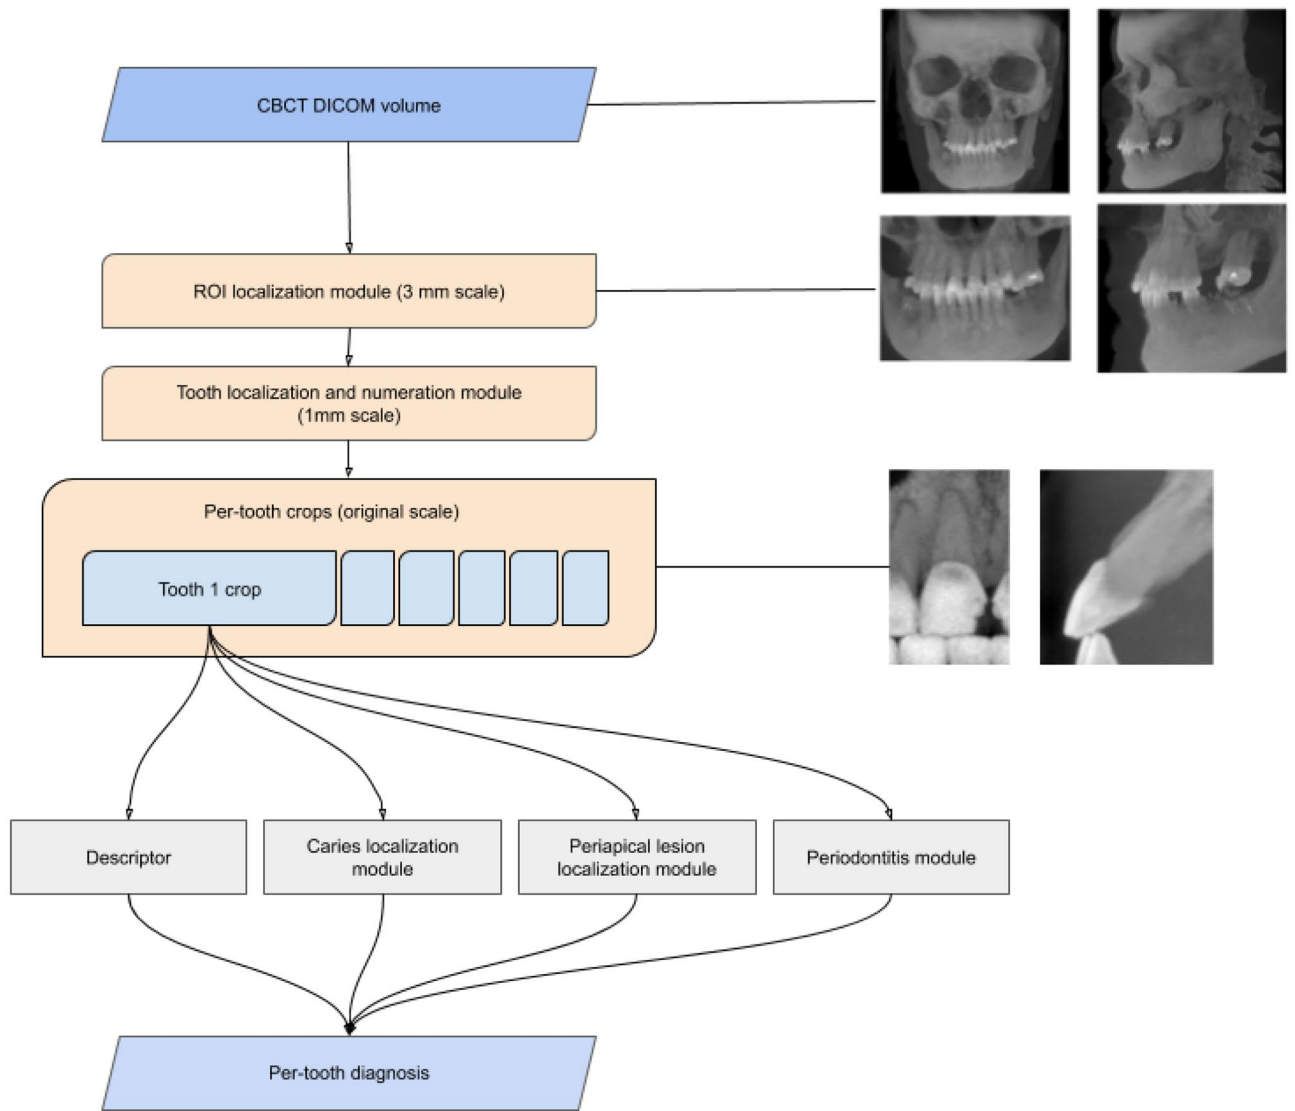 CBCT DICOM volume
ROI localization module (3 mm scale)
Tooth localization and numeration module
(1mm scale)
Per-tooth crops (original scale)
Tooth 1 crop
Descriptor
Caries localization
module
Periapical lesion
localization module
Periodontitis module
Per-tooth diagnosis